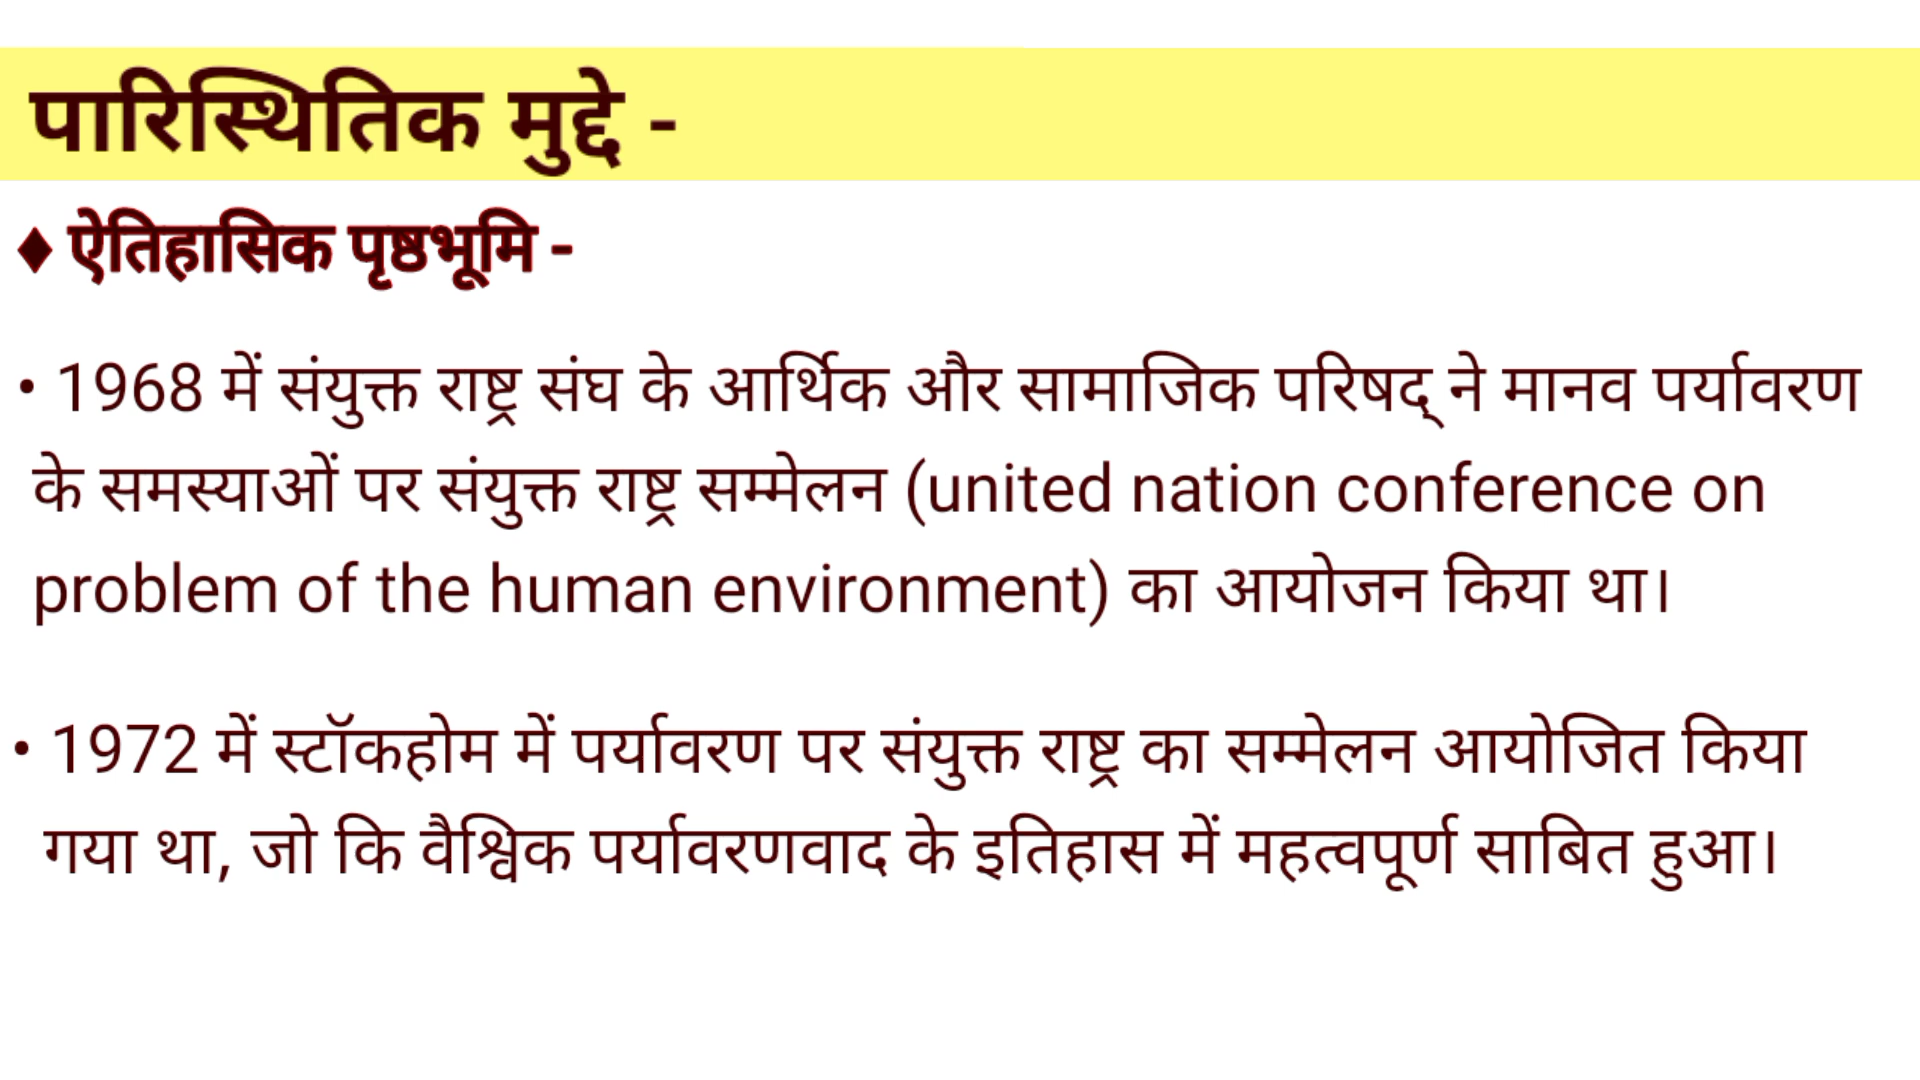 पारिस्थितिक मुद्दे -
♦ ऐतिहासिक पृष्ठभूमि -
• 1968 में संयुक्त राष्ट्र संघ के आर्थिक और सामाजिक परिषद् ने मानव पर्यावरण
के समस्याओं पर संयुक्त राष्ट्र सम्मेलन (united nation conference on
problem of the human environment) का आयोजन किया था।
• 1972 में स्टॉकहोम में पर्यावरण पर संयुक्त राष्ट्र का सम्मेलन आयोजित किया
गया था, जो कि वैश्विक पर्यावरणवाद के इतिहास में महत्वपूर्ण साबित हुआ।